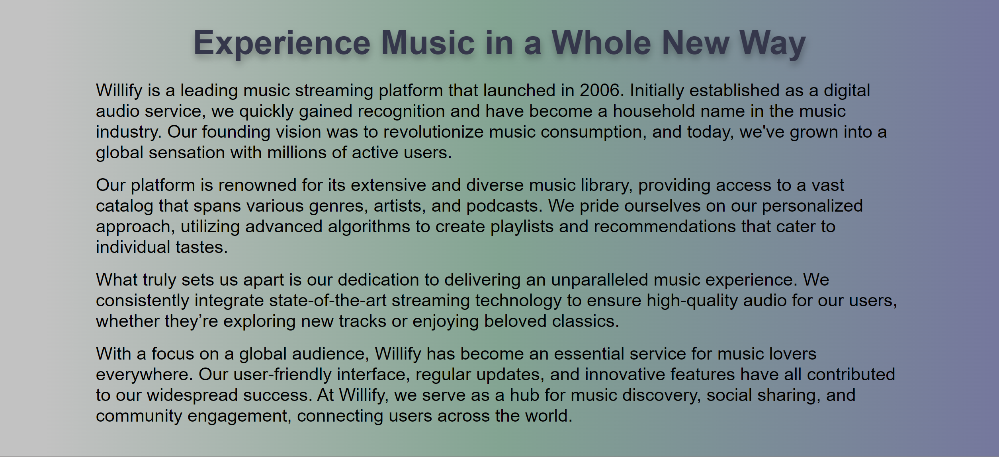 Experience Music in a Whole New Way
Willify is a leading music streaming platform that launched in 2006. Initially established as a digital
audio service, we quickly gained recognition and have become a household name in the music
industry. Our founding vision was to revolutionize music consumption, and today, we've grown into a
global sensation with millions of active users.
Our platform is renowned for its extensive and diverse music library, providing access to a vast
catalog that spans various genres, artists, and podcasts. We pride ourselves on our personalized
approach, utilizing advanced algorithms to create playlists and recommendations that cater to
individual tastes.
What truly sets us apart is our dedication to delivering an unparalleled music experience. We
consistently integrate state-of-the-art streaming technology to ensure high-quality audio for our users,
whether they’re exploring new tracks or enjoying beloved classics.
With a focus on a global audience, Willify has become an essential service for music lovers
everywhere. Our user-friendly interface, regular updates, and innovative features have all contributed
to our widespread success. At Willify, we serve as a hub for music discovery, social sharing, and
community engagement, connecting users across the world.